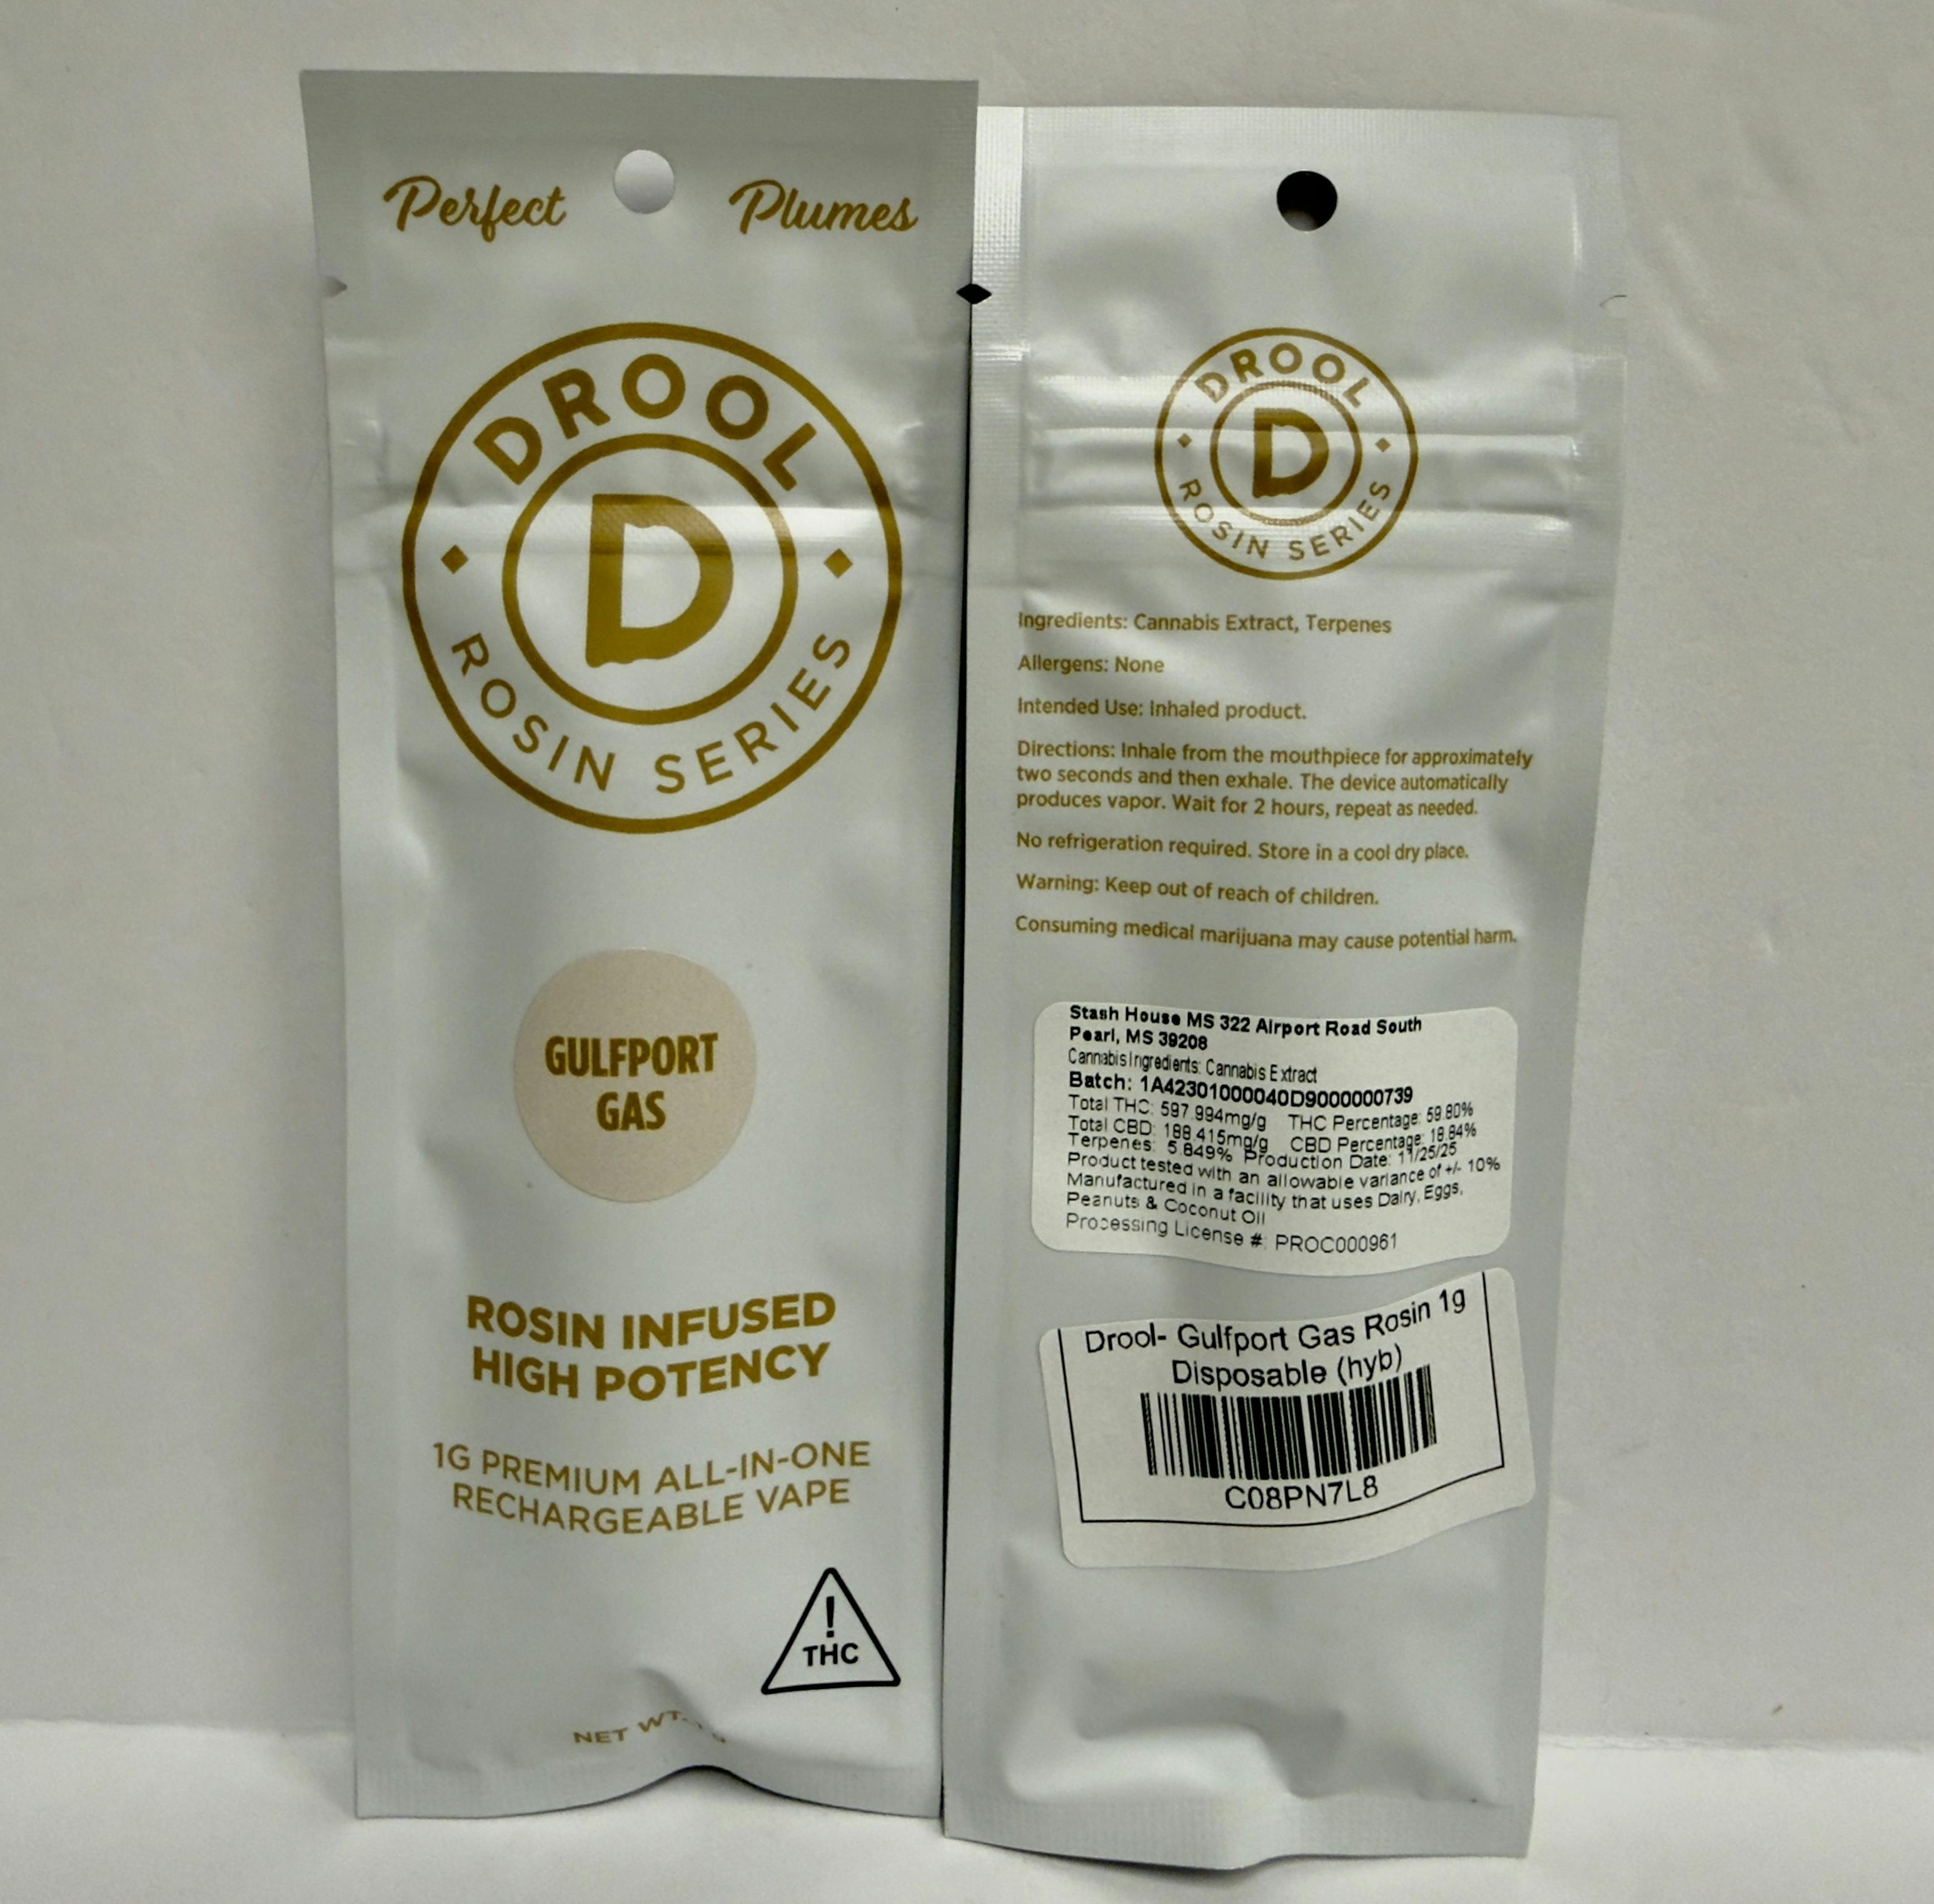 Perfect Plumes
DROOL
D
ROSIN SERIES
GULFPORT
GAS
ROSIN INFUSED
HIGH POTENCY
1G PREMIUM ALL-IN-ONE
RECHARGEABLE VAPE
!
THC
NET WT.
DROOL
D
ROSIN SERIES
Ingredients: Cannabis Extract, Terpenes
Allergens: None
Intended Use: Inhaled product.
Directions: Inhale from the mouthpiece for approximately
two seconds and then exhale. The device automatically
produces vapor. Wait for 2 hours, repeat as needed.
No refrigeration required. Store in a cool dry place.
Warning: Keep out of reach of children.
Consuming medical marijuana may cause potential harm.
Stash House MS 322 Airport Road South
Pearl, MS 39208
Cannabis Ingredients: Cannabis Extract
Batch: 1A42301000040D9000000739
Total THC: 597.994mg/g THC Percentage: 59.80%
Total CBD: 188.415mg/g CBD Percentage: 18.84%
Terpenes: 5.849% Production Date: 11/25/25
Product tested with an allowable variance of +/- 10%
Manufactured in a facility that uses Dairy, Eggs,
Peanuts & Coconut Oil
Processing License #: PROC000961
Drool- Gulfport Gas Rosin 1g
Disposable (hyb)
C08PN7L8